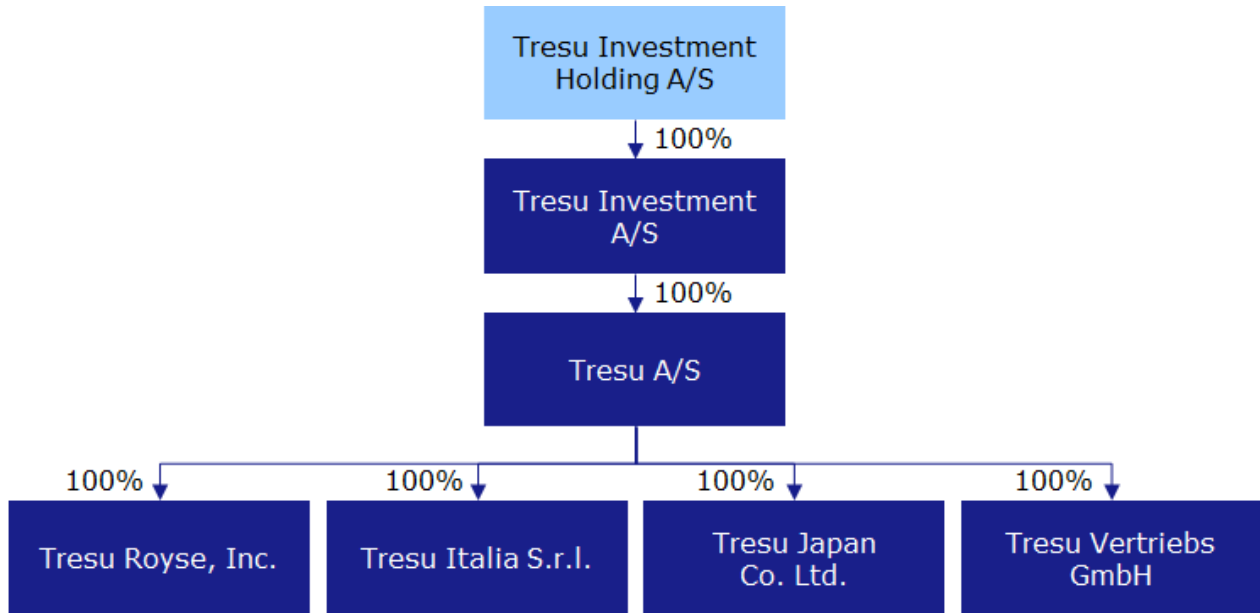 Tresu Investment
Holding A/S
100%
Tresu Investment
A/S
100%
Tresu A/S
100%
100%
100%
100%
Tresu Royse, Inc.
Tresu Italia S.r.l.
Tresu Japan
Co. Ltd.
Tresu Vertriebs
GmbH